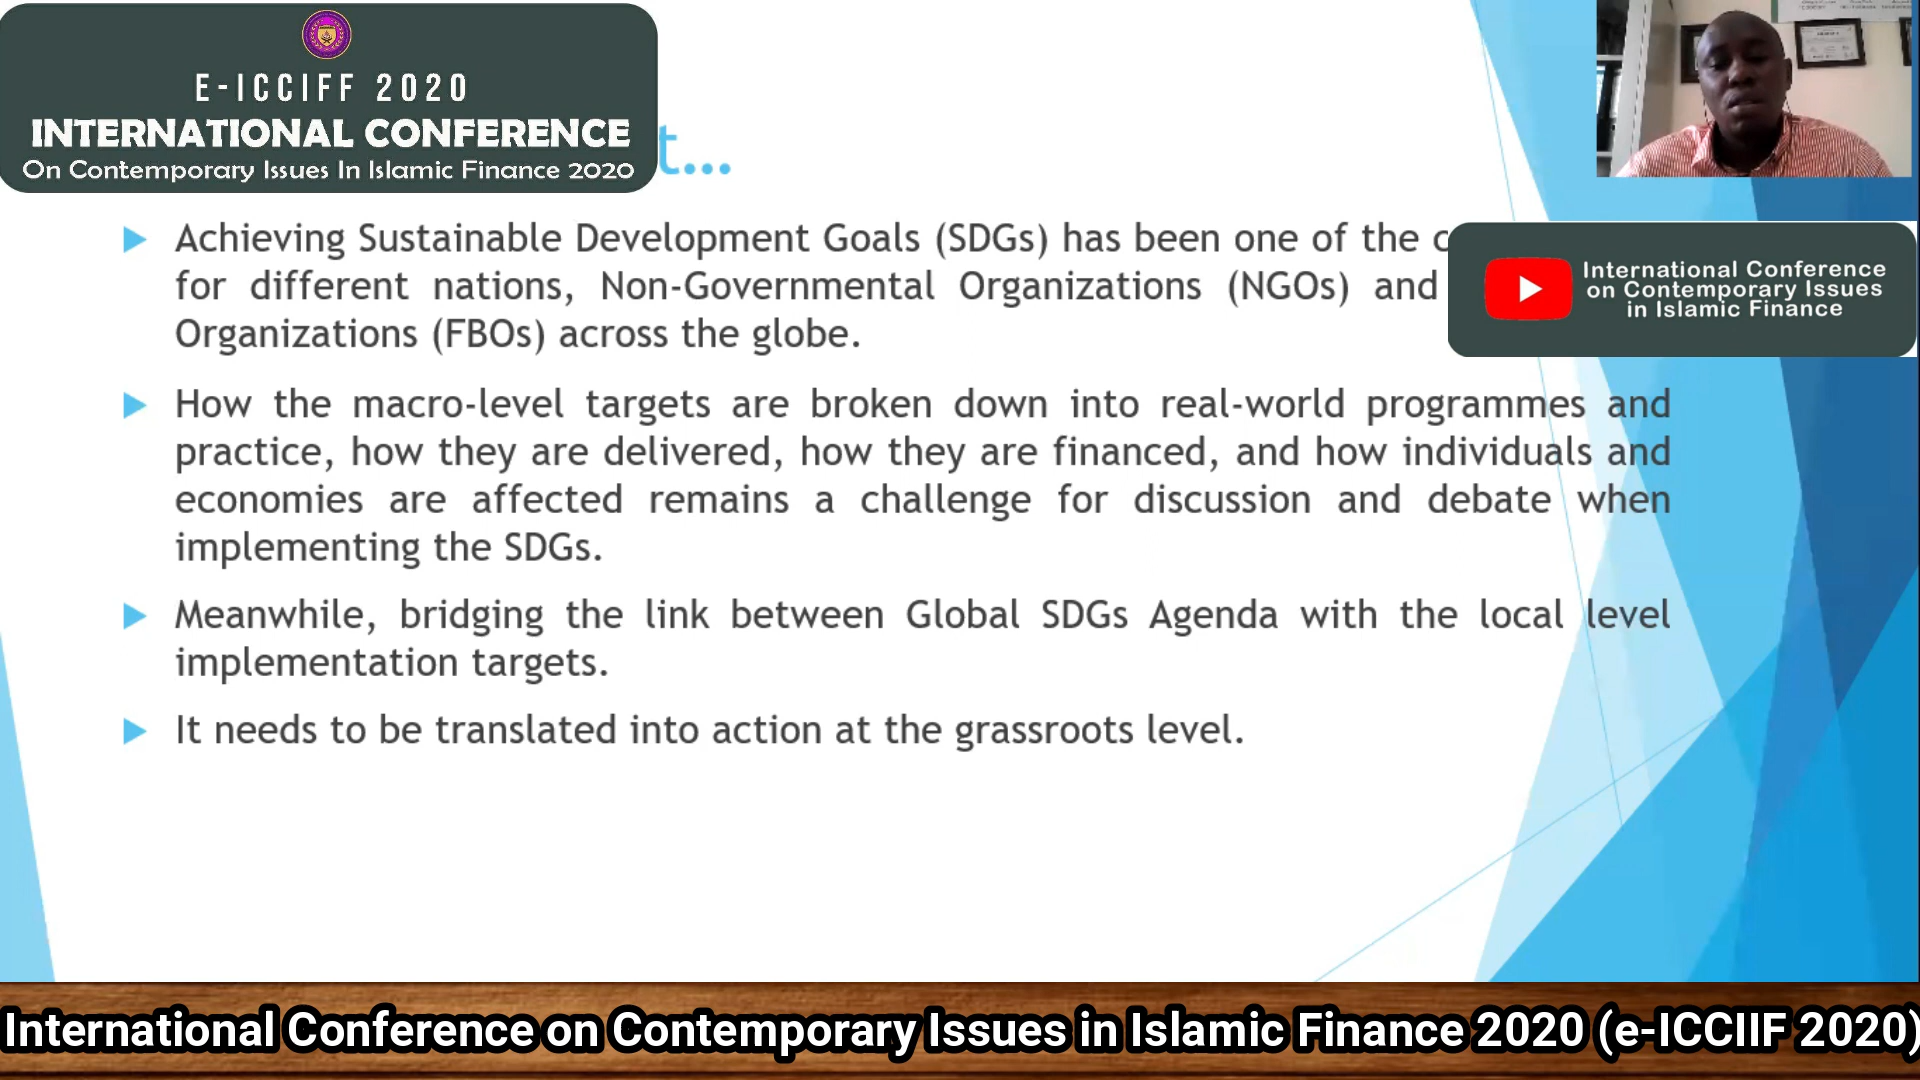 E-ICCIFF 2020
INTERNATIONAL CONFERENCE
On Contemporary Issues In Islamic Finance 2020
t...
Achieving Sustainable Development Goals (SDGs) has been one of the
for different nations, Non-Governmental Organizations (NGOs) and
Organizations (FBOs) across the globe.
International Conference
on Contemporary Issues
in Islamic Finance
How the macro-level targets are broken down into real-world programmes and
practice, how they are delivered, how they are financed, and how individuals and
economies are affected remains a challenge for discussion and debate when
implementing the SDGs.
Meanwhile, bridging the link between Global SDGs Agenda with the local level
implementation targets.
It needs to be translated into action at the grassroots level.
International Conference on Contemporary Issues in Islamic Finance 2020 (e-ICCIIF 2020)